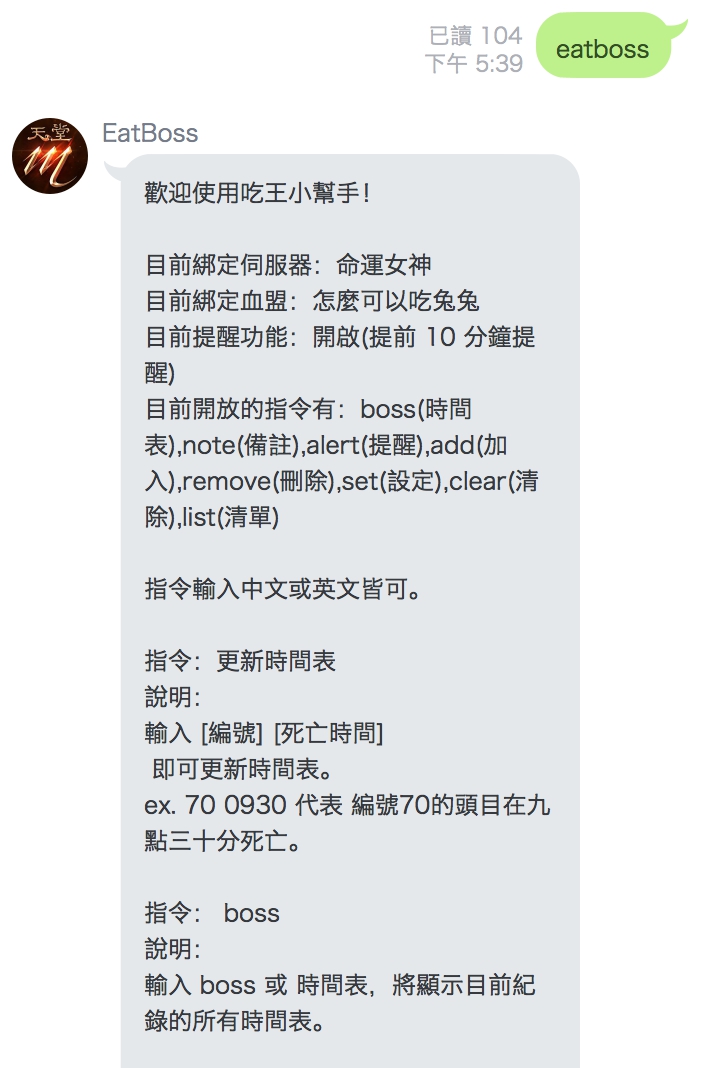 已讀 104
下午 5:39
eatboss
天堂
M
EatBoss
歡迎使用吃王小幫手!
目前綁定伺服器：命運女神
目前綁定血盟：怎麼可以吃兔兔
目前提醒功能：開啟(提前 10 分鐘提
醒)
目前開放的指令有：boss(時間
表),note(備註),alert(提醒),add(加
入),remove(刪除),set(設定),clear(清
除),list(清單)
指令輸入中文或英文皆可。
指令：更新時間表
說明：
輸入 [編號] [死亡時間]
即可更新時間表。
ex. 70 0930 代表 編號70的頭目在九
點三十分死亡。
指令： boss
說明：
輸入 boss 或 時間表，將顯示目前紀
錄的所有時間表。